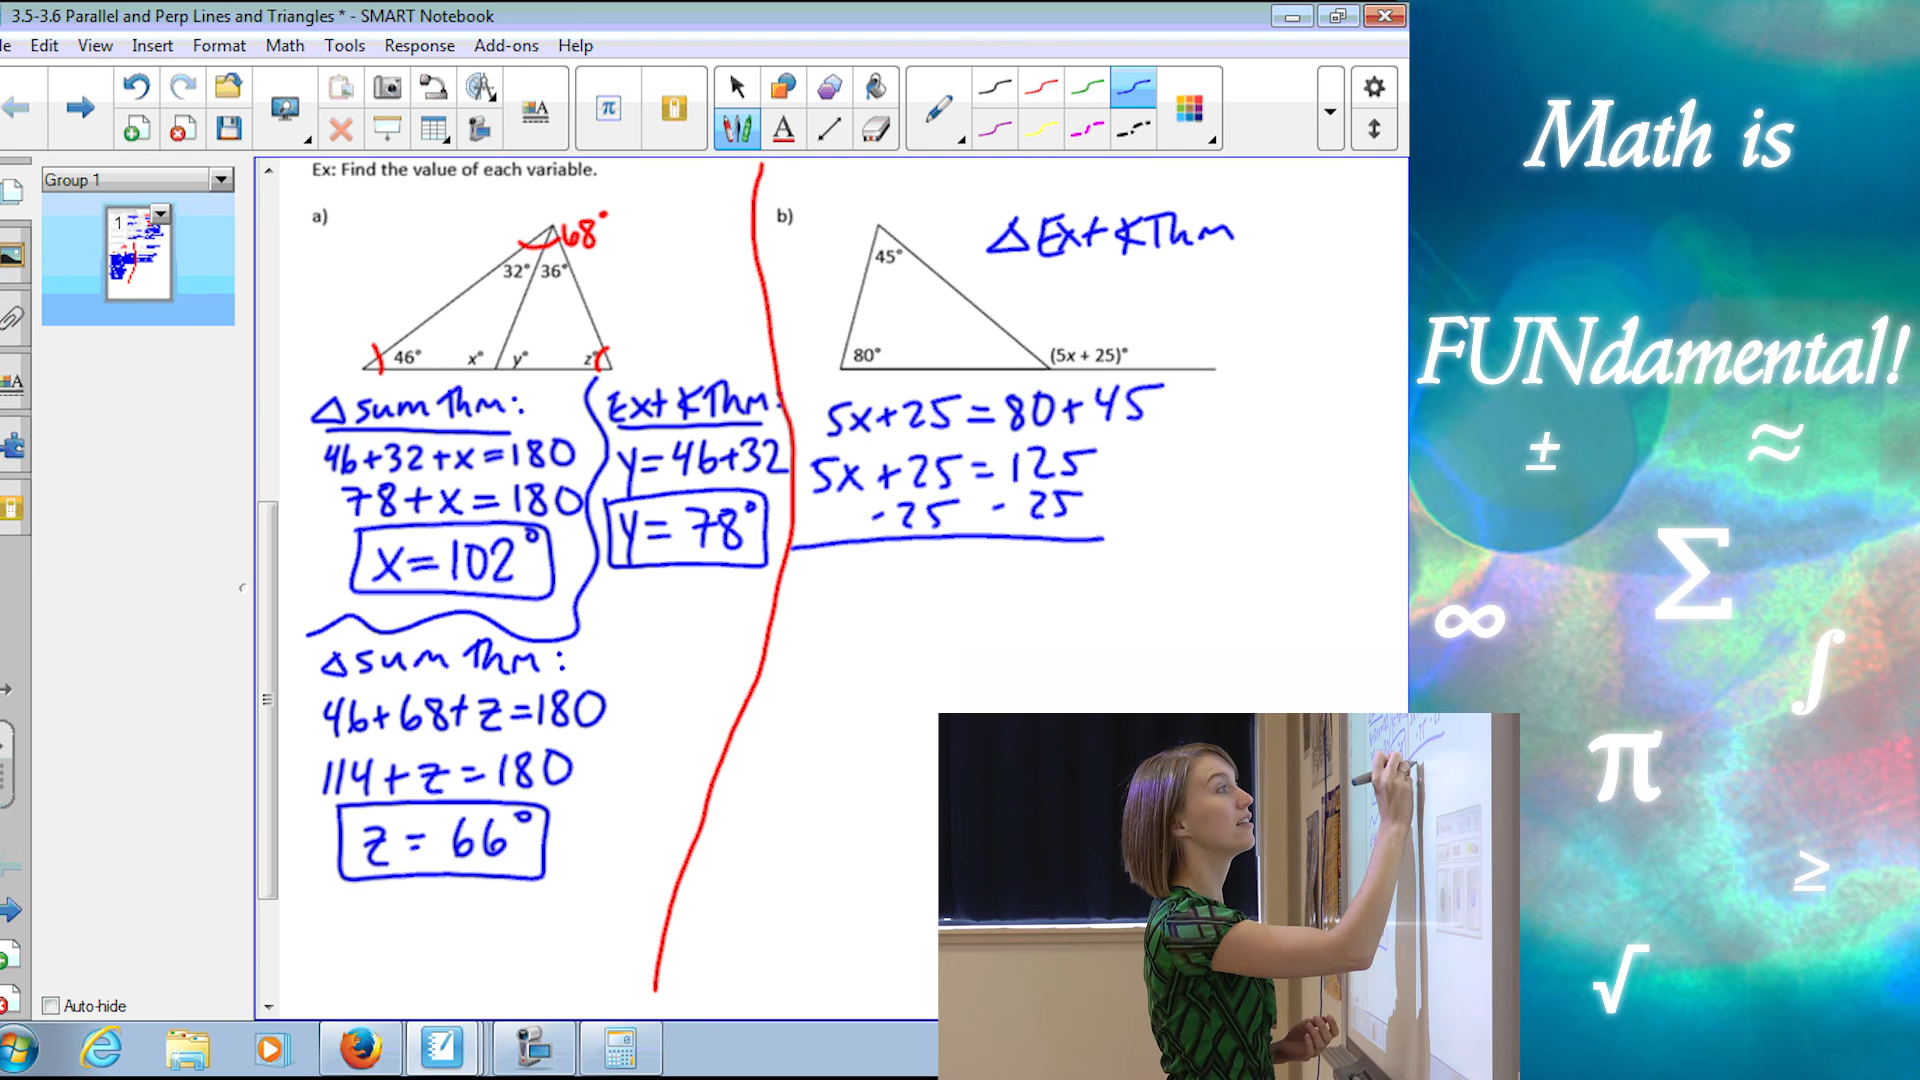 3.5-3.6 Parallel and Perp Lines and Triangles * - SMART Notebook
le Edit View Insert Format Math Tools Response Add-ons Help
Group 1
1
Auto-hide
Ex: Find the value of each variable.
a)
68°
32° 36°
46° x° y° z°
Δ sum Thm:
46+32+x=180
78+x=180
x=102°
Ext ∠ Thm:
y=46+32
y=78°
Δ sum Thm:
46+68+z=180
114+z=180
z=66°
b)
Δ Ext ∠ Thm
45°
80° (5x + 25)°
5x+25=80+45
5x+25=125
-25 -25
Math is
FUNdamental!
± ≈
Σ
∞ ∫
π
≥
√